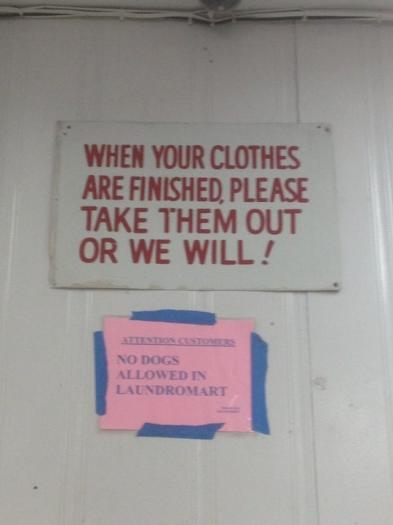 WHEN YOUR CLOTHES
ARE FINISHED, PLEASE
TAKE THEM OUT
OR WE WILL!
ATTENTION CUSTOMERS
NO DOGS
ALLOWED IN
LAUNDROMART